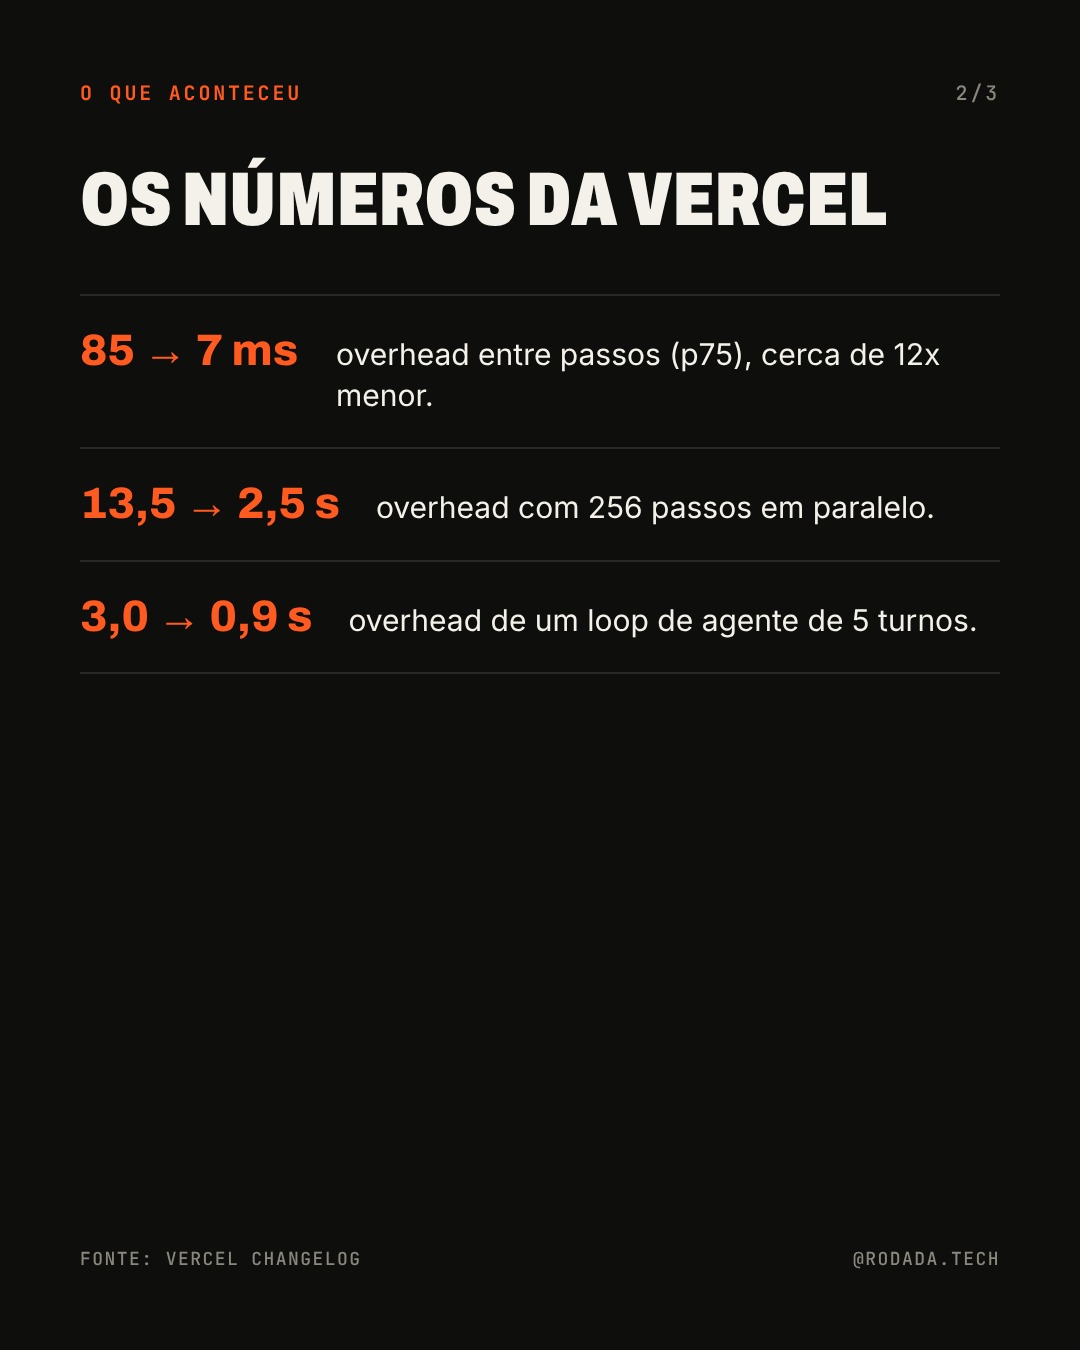 O QUE ACONTECEU
2/3
OS NÚMEROS DA VERCEL
85 → 7 ms overhead entre passos (p75), cerca de 12x
menor.
13,5 → 2,5 s overhead com 256 passos em paralelo.
3,0 → 0,9 s overhead de um loop de agente de 5 turnos.
FONTE: VERCEL CHANGELOG
@RODADA.TECH